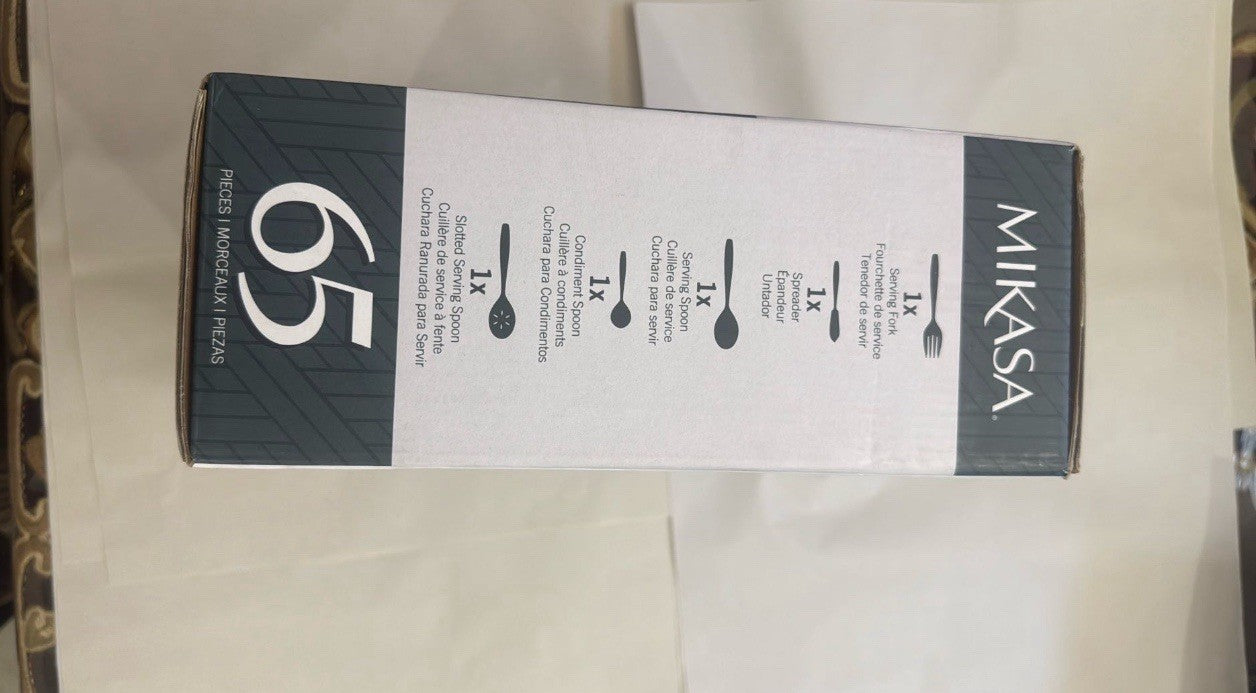 MIKASA®
1x
Serving Fork
Fourchette de service
Tenedor de servir
1x
Spreader
Épandeur
Untador
1x
Serving Spoon
Cuillère de service
Cuchara para servir
1x
Condiment Spoon
Cuillère à condiments
Cuchara para Condimentos
1x
Slotted Serving Spoon
Cuillère de service à fente
Cuchara Ranurada para Servir
65
PIECES | MORCEAUX | PIEZAS